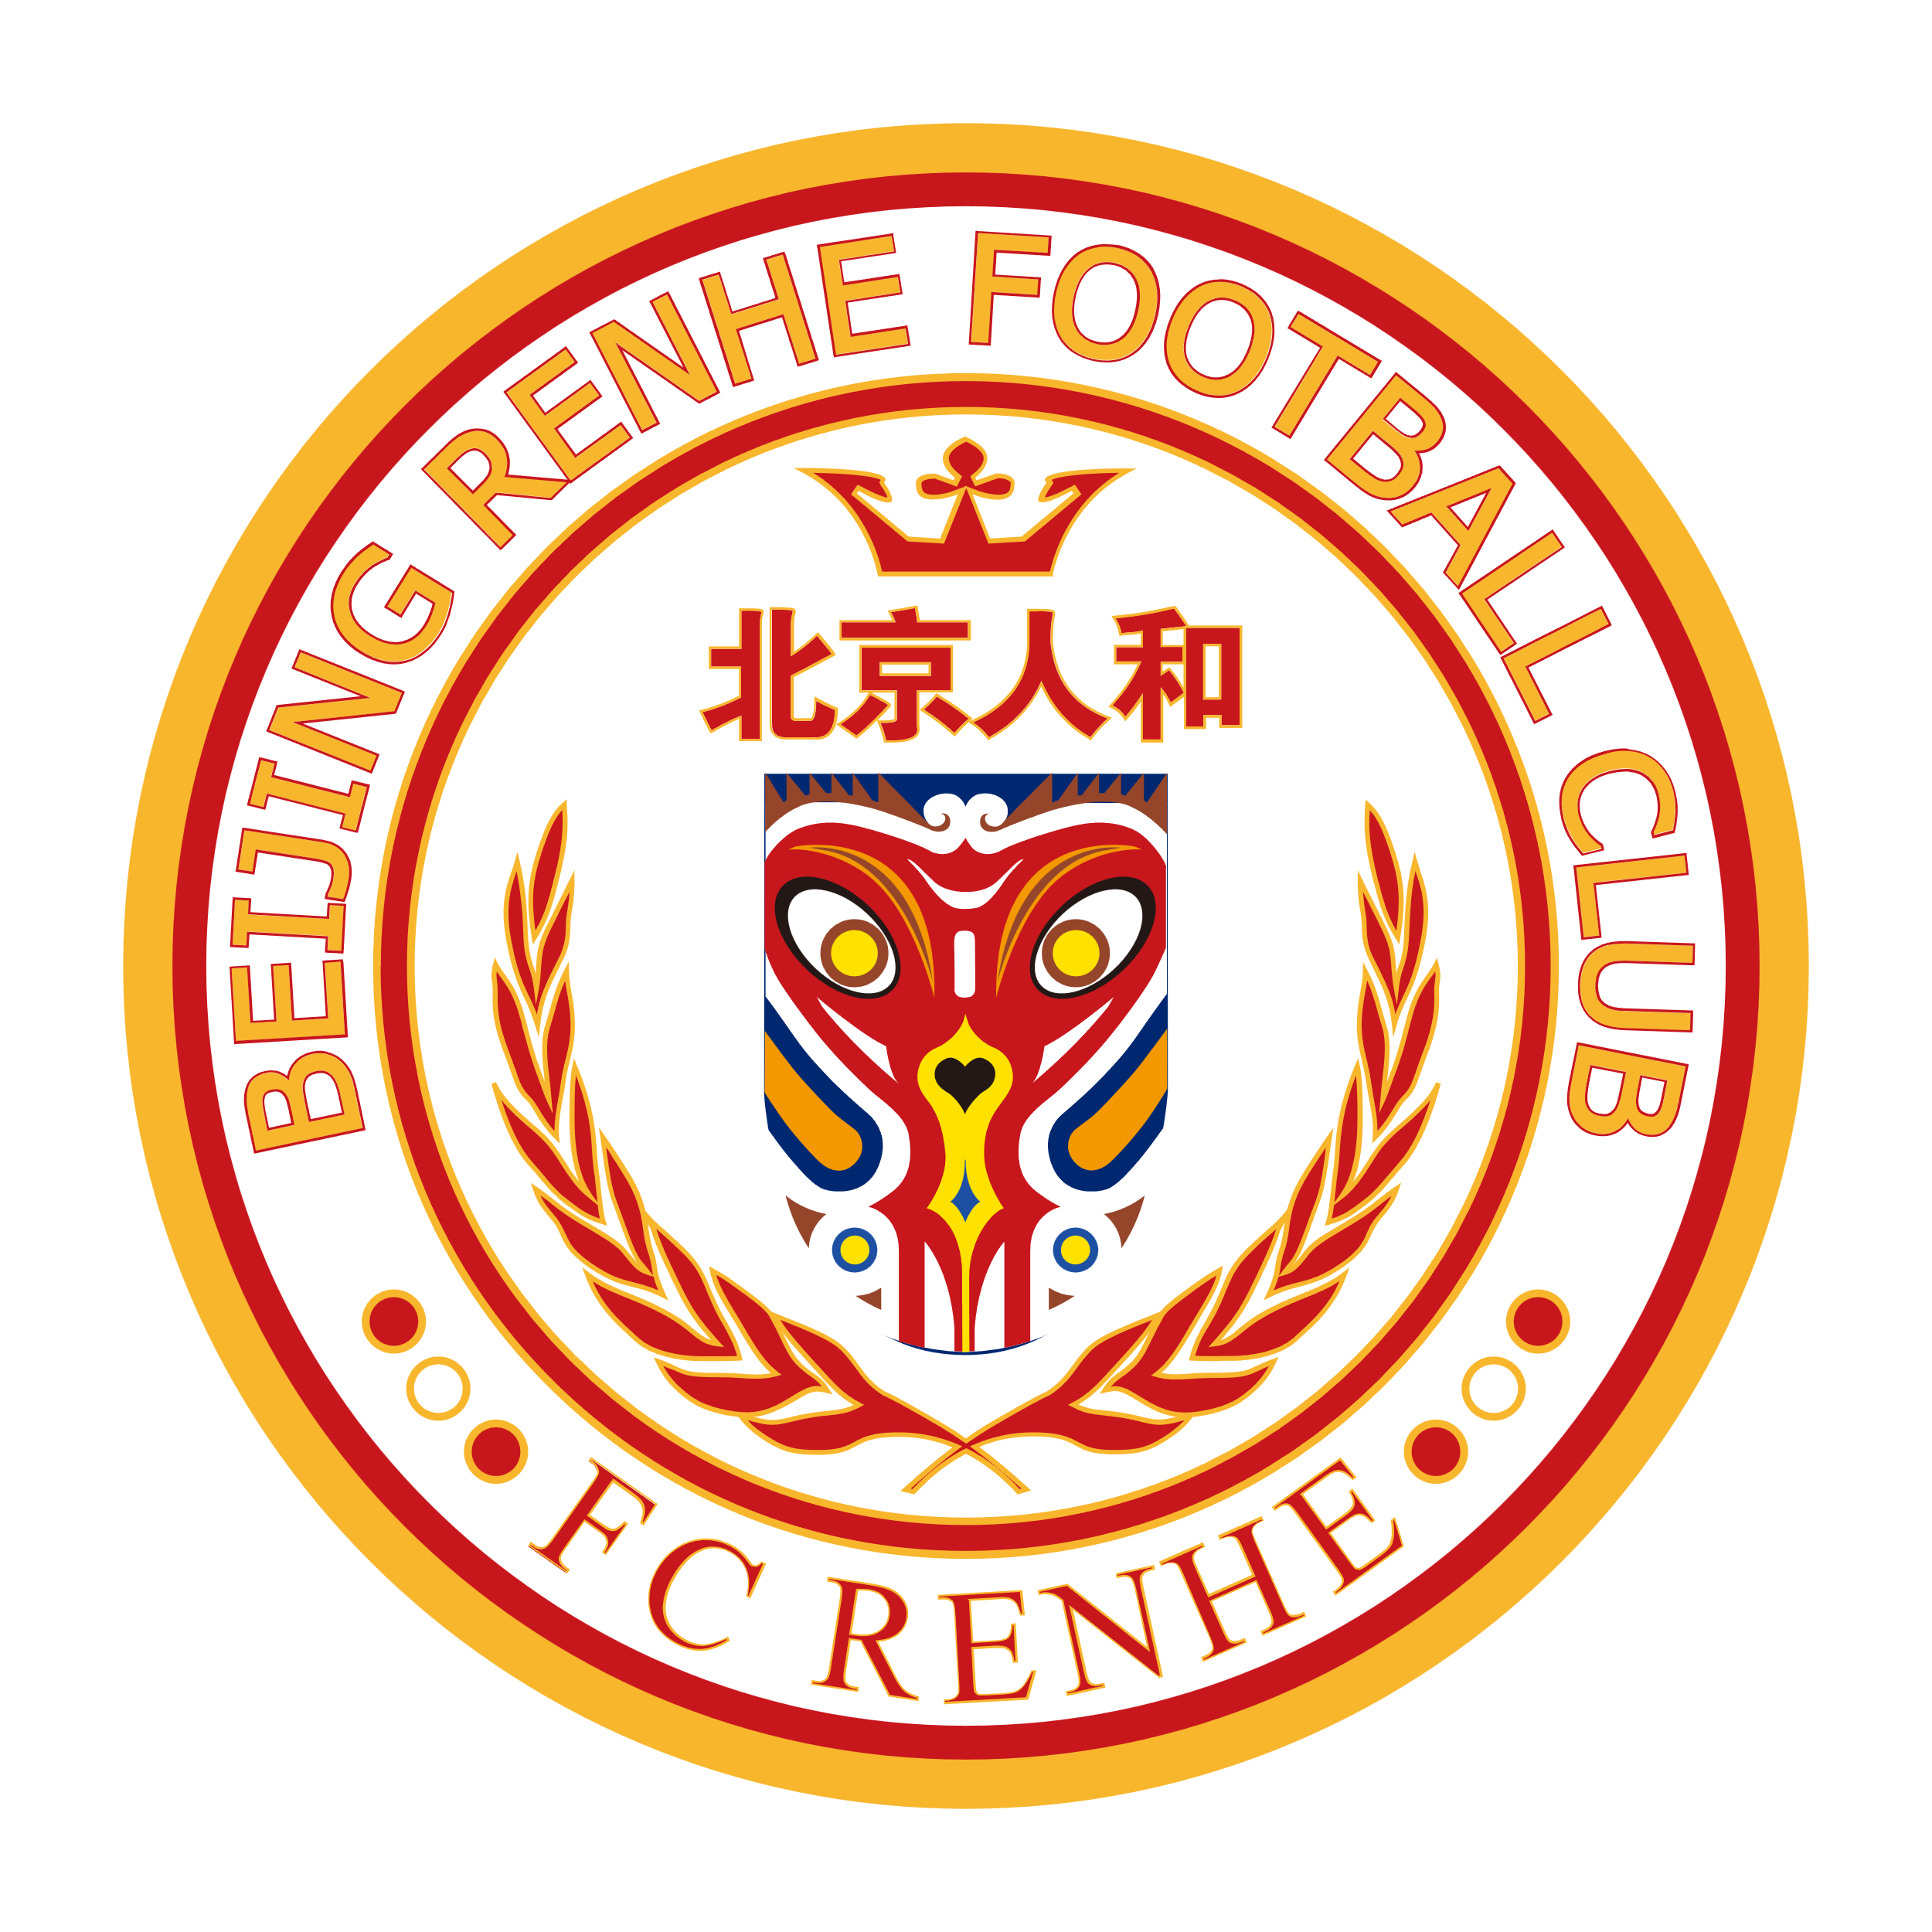 BEIJING RENHE FOOTBALL CLUB
北京人和
FC RENHE